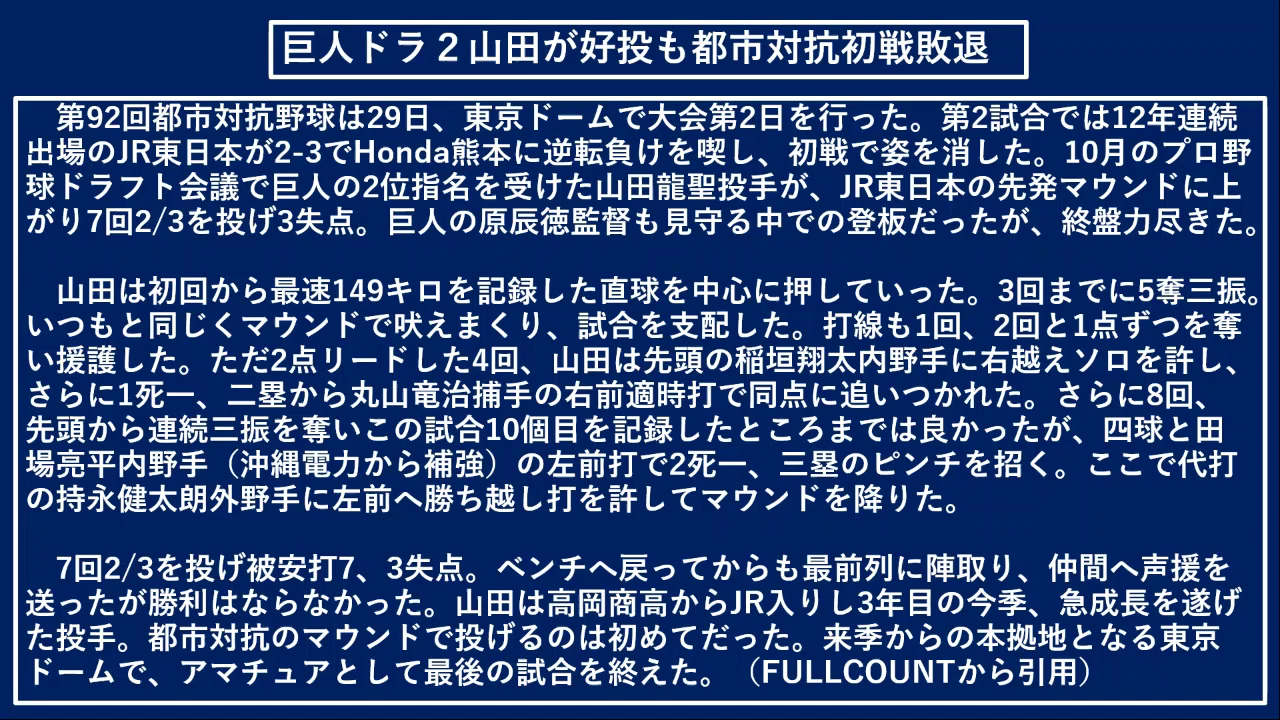 巨人ドラ２山田が好投も都市対抗初戦敗退
第92回都市対抗野球は29日、東京ドームで大会第2日を行った。第2試合では12年連続
出場のJR東日本が2-3でHonda熊本に逆転負けを喫し、初戦で姿を消した。10月のプロ野
球ドラフト会議で巨人の2位指名を受けた山田龍聖投手が、JR東日本の先発マウンドに上
がり7回2/3を投げ3失点。巨人の原辰徳監督も見守る中での登板だったが、終盤力尽きた。
山田は初回から最速149キロを記録した直球を中心に押していった。3回までに5奪三振。
いつもと同じくマウンドで吠えまくり、試合を支配した。打線も1回、2回と1点ずつを奪
い援護した。ただ2点リードした4回、山田は先頭の稲垣翔太内野手に右越えソロを許し、
さらに1死一、二塁から丸山竜治捕手の右前適時打で同点に追いつかれた。さらに8回、
先頭から連続三振を奪いこの試合10個目を記録したところまでは良かったが、四球と田
場亮平内野手（沖縄電力から補強）の左前打で2死一、三塁のピンチを招く。ここで代打
の持永健太朗外野手に左前へ勝ち越し打を許してマウンドを降りた。
7回2/3を投げ被安打7、3失点。ベンチへ戻ってからも最前列に陣取り、仲間へ声援を
送ったが勝利はならなかった。山田は高岡商高からJR入りし3年目の今季、急成長を遂げ
た投手。都市対抗のマウンドで投げるのは初めてだった。来季からの本拠地となる東京
ドームで、アマチュアとして最後の試合を終えた。（FULLCOUNTから引用）